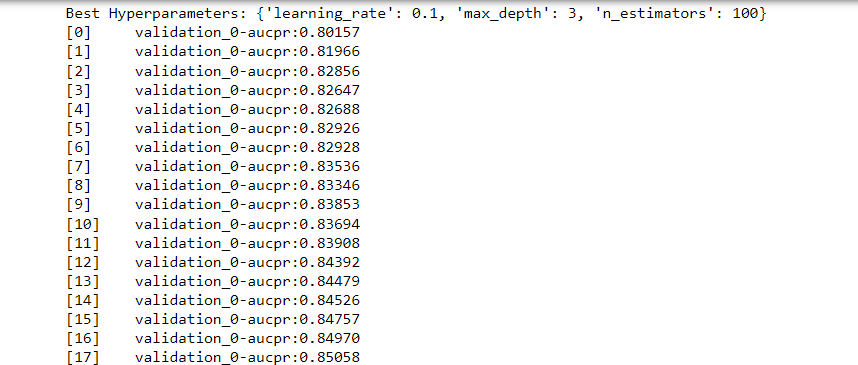 Best Hyperparameters: {'learning_rate': 0.1, 'max_depth': 3, 'n_estimators': 100}
[0] validation_0-aucpr:0.80157
[1] validation_0-aucpr:0.81966
[2] validation_0-aucpr:0.82856
[3] validation_0-aucpr:0.82647
[4] validation_0-aucpr:0.82688
[5] validation_0-aucpr:0.82926
[6] validation_0-aucpr:0.82928
[7] validation_0-aucpr:0.83536
[8] validation_0-aucpr:0.83346
[9] validation_0-aucpr:0.83853
[10] validation_0-aucpr:0.83694
[11] validation_0-aucpr:0.83908
[12] validation_0-aucpr:0.84392
[13] validation_0-aucpr:0.84479
[14] validation_0-aucpr:0.84526
[15] validation_0-aucpr:0.84757
[16] validation_0-aucpr:0.84970
[17] validation_0-aucpr:0.85058